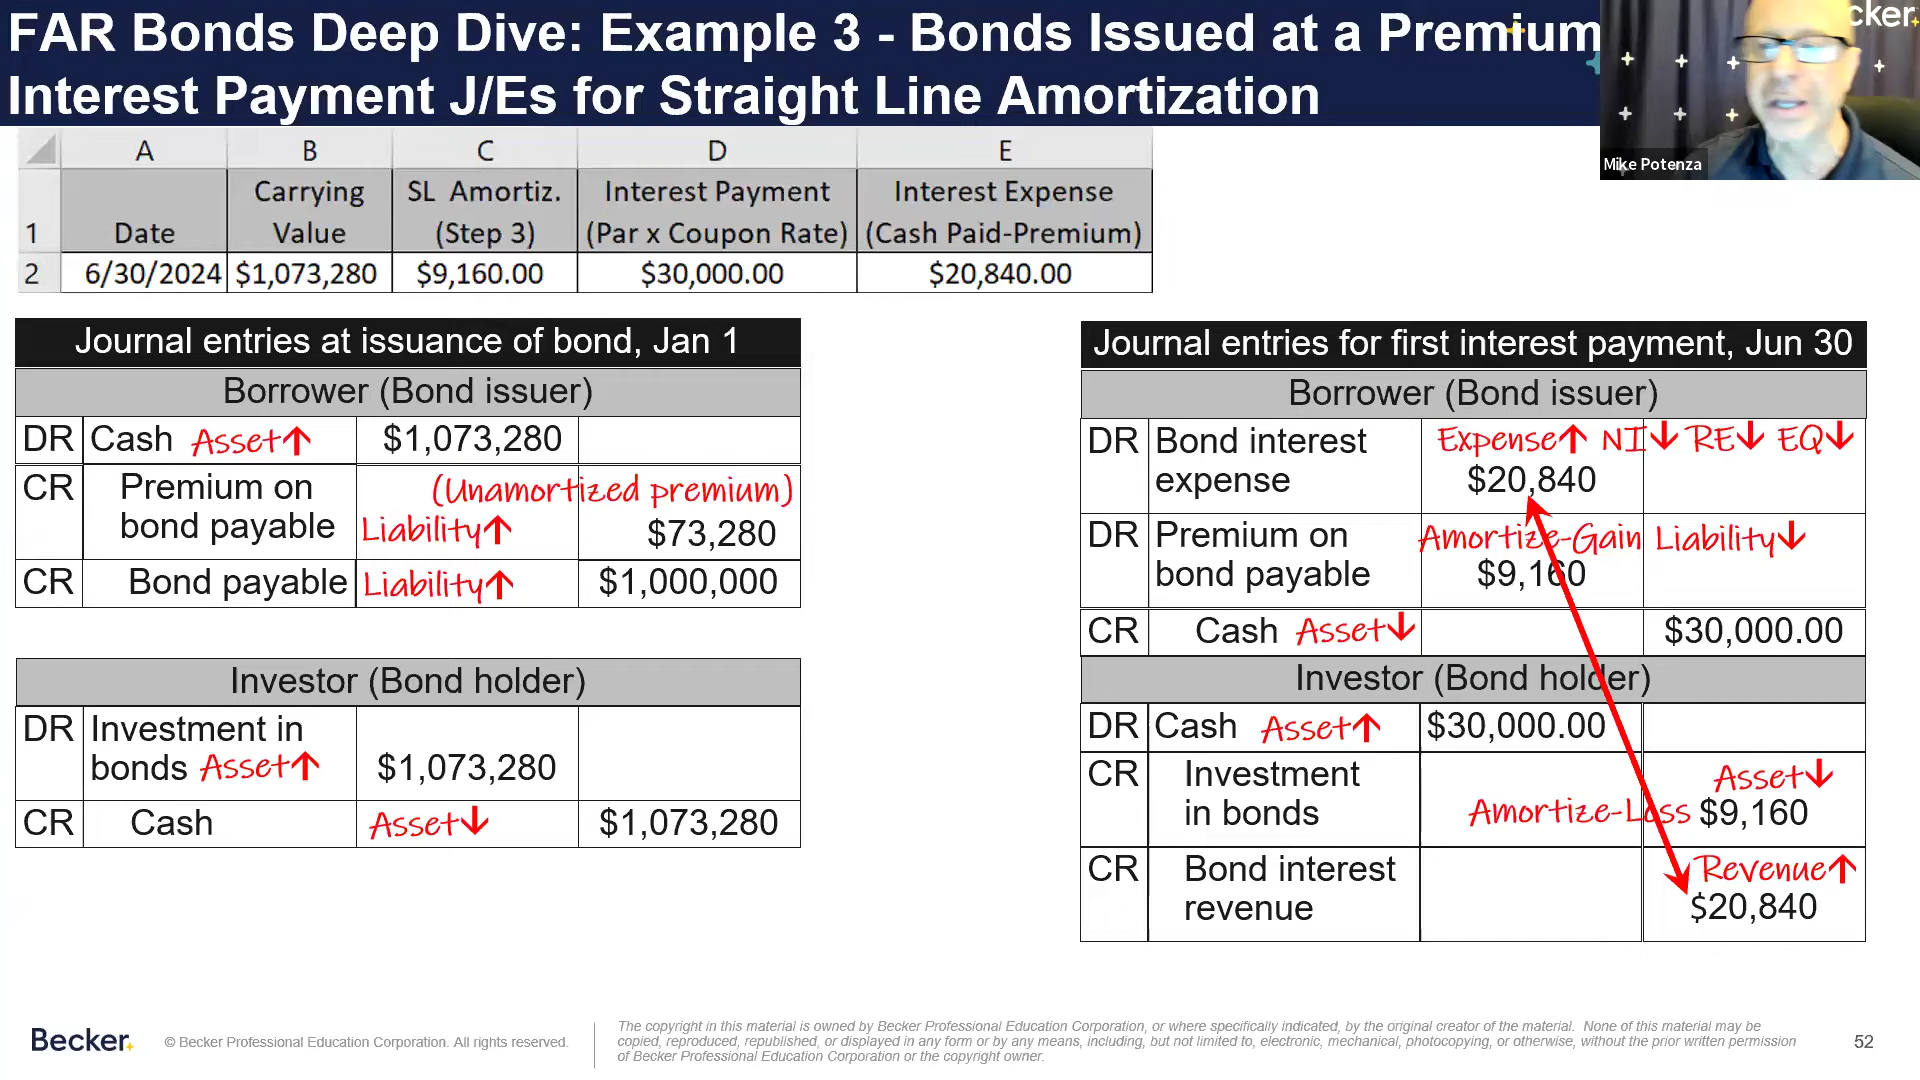 FAR Bonds Deep Dive: Example 3 - Bonds Issued at a Premium
Interest Payment J/Es for Straight Line Amortization
cker.
Mike Potenza
A B C D E
1 Date Carrying Value SL Amortiz. (Step 3) Interest Payment (Par x Coupon Rate) Interest Expense (Cash Paid-Premium)
2 6/30/2024 $1,073,280 $9,160.00 $30,000.00 $20,840.00
Journal entries at issuance of bond, Jan 1
Borrower (Bond issuer)
DR Cash Asset↑ $1,073,280
CR Premium on (Unamortized premium)
bond payable Liability↑ $73,280
CR Bond payable Liability↑ $1,000,000
Investor (Bond holder)
DR Investment in
bonds Asset↑ $1,073,280
CR Cash Asset↓ $1,073,280
Journal entries for first interest payment, Jun 30
Borrower (Bond issuer)
DR Bond interest Expense↑ NI↓ RE↓ EQ↓
expense $20,840
DR Premium on Amortize-Gain Liability↓
bond payable $9,160
CR Cash Asset↓ $30,000.00
Investor (Bond holder)
DR Cash Asset↑ $30,000.00
CR Investment Asset↓
in bonds Amortize-Loss $9,160
CR Bond interest Revenue↑
revenue $20,840
Becker.
© Becker Professional Education Corporation. All rights reserved.
The copyright in this material is owned by Becker Professional Education Corporation, or where specifically indicated, by the original creator of the material. None of this material may be
copied, reproduced, republished, or displayed in any form or by any means, including, but not limited to, electronic, mechanical, photocopying, or otherwise, without the prior written permission
of Becker Professional Education Corporation or the copyright owner.
52